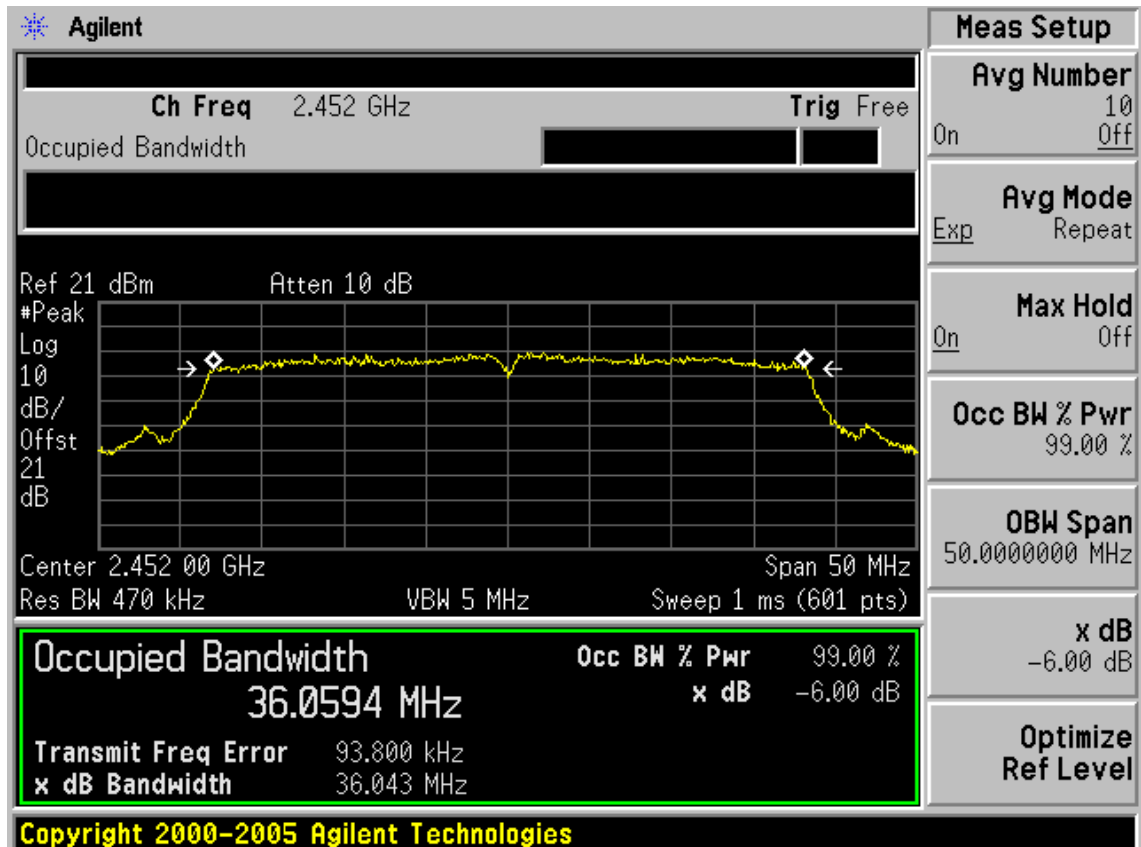 Agilent
Meas Setup
Ch Freq 2.452 GHz Trig Free
Occupied Bandwidth
Ref 21 dBm Atten 10 dB
#Peak
Log
10
dB/
Offst
21
dB
Center 2.452 00 GHz Span 50 MHz
Res BW 470 kHz VBW 5 MHz Sweep 1 ms (601 pts)
Occupied Bandwidth Occ BW % Pwr 99.00 %
36.0594 MHz x dB -6.00 dB
Transmit Freq Error 93.800 kHz
x dB Bandwidth 36.043 MHz
Avg Number
10
On Off
Avg Mode
Exp Repeat
Max Hold
On Off
Occ BW % Pwr
99.00 %
OBW Span
50.0000000 MHz
x dB
-6.00 dB
Optimize
Ref Level
Copyright 2000-2005 Agilent Technologies